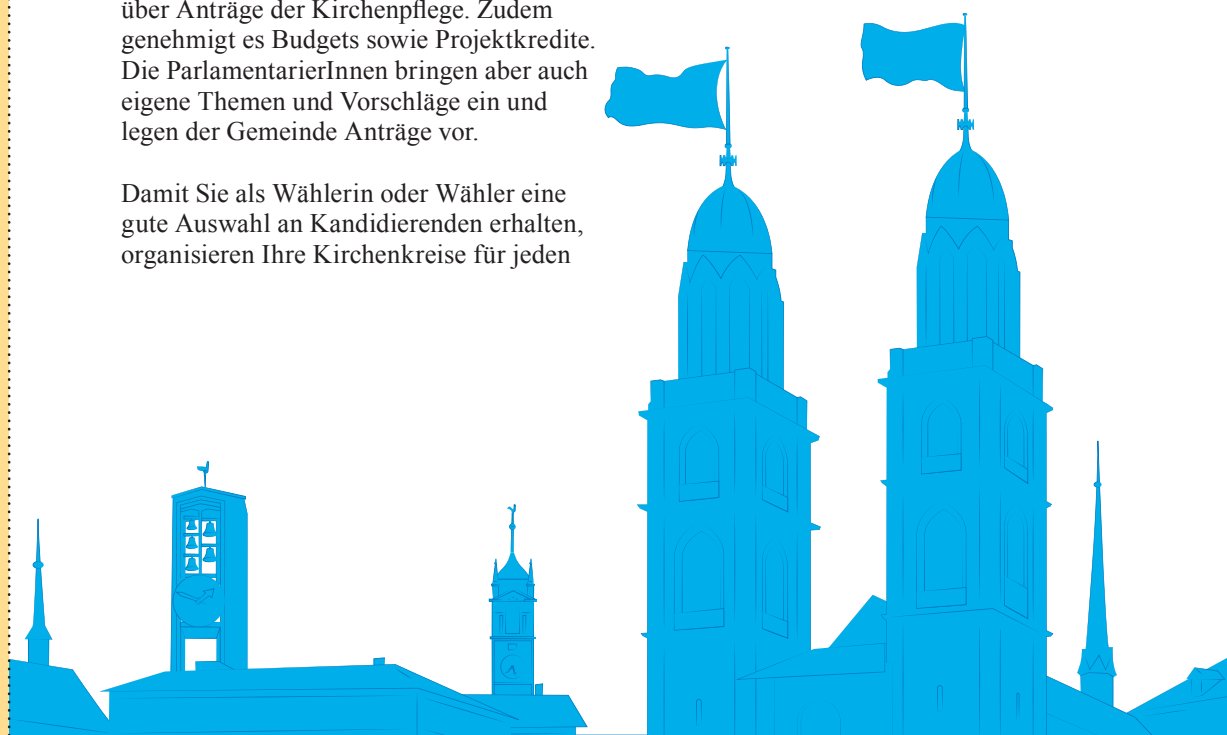 über Anträge der Kirchenpflege. Zudem
genehmigt es Budgets sowie Projektkredite.
Die ParlamentarierInnen bringen aber auch
eigene Themen und Vorschläge ein und
legen der Gemeinde Anträge vor.
Damit Sie als Wählerin oder Wähler eine
gute Auswahl an Kandidierenden erhalten,
organisieren Ihre Kirchenkreise für jeden